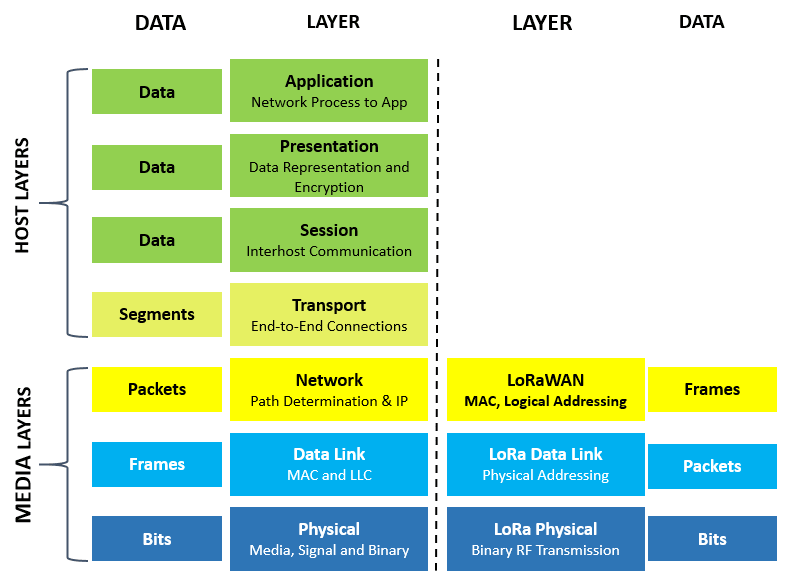 DATA LAYER LAYER DATA
HOST LAYERS
Data
Application
Network Process to App
Data
Presentation
Data Representation and
Encryption
Data
Session
Interhost Communication
Segments
Transport
End-to-End Connections
MEDIA LAYERS
Packets
Network
Path Determination & IP
LoRaWAN
MAC, Logical Addressing
Frames
Frames
Data Link
MAC and LLC
LoRa Data Link
Physical Addressing
Packets
Bits
Physical
Media, Signal and Binary
LoRa Physical
Binary RF Transmission
Bits